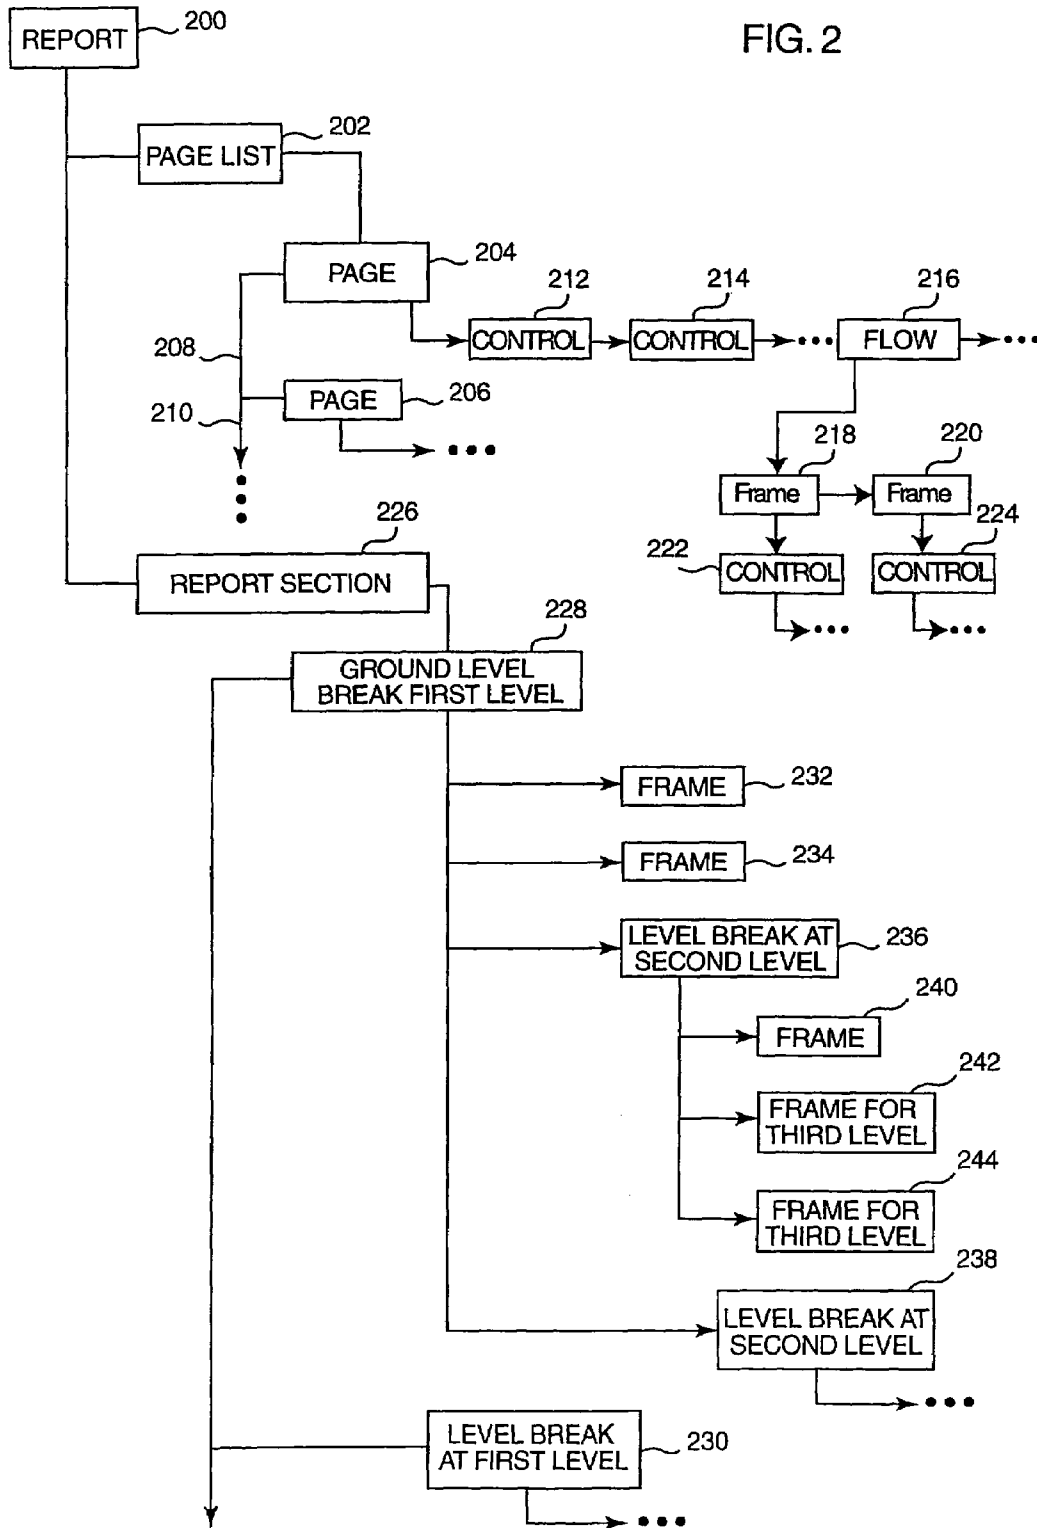 REPORT
200
FIG. 2
PAGE LIST
202
PAGE
204
CONTROL
212
CONTROL
214
FLOW
216
208
PAGE
206
210
Frame
218
Frame
220
CONTROL
222
CONTROL
224
REPORT SECTION
226
GROUND LEVEL
BREAK FIRST LEVEL
228
FRAME
232
FRAME
234
LEVEL BREAK AT
SECOND LEVEL
236
FRAME
240
FRAME FOR
THIRD LEVEL
242
FRAME FOR
THIRD LEVEL
244
LEVEL BREAK AT
SECOND LEVEL
238
LEVEL BREAK
AT FIRST LEVEL
230